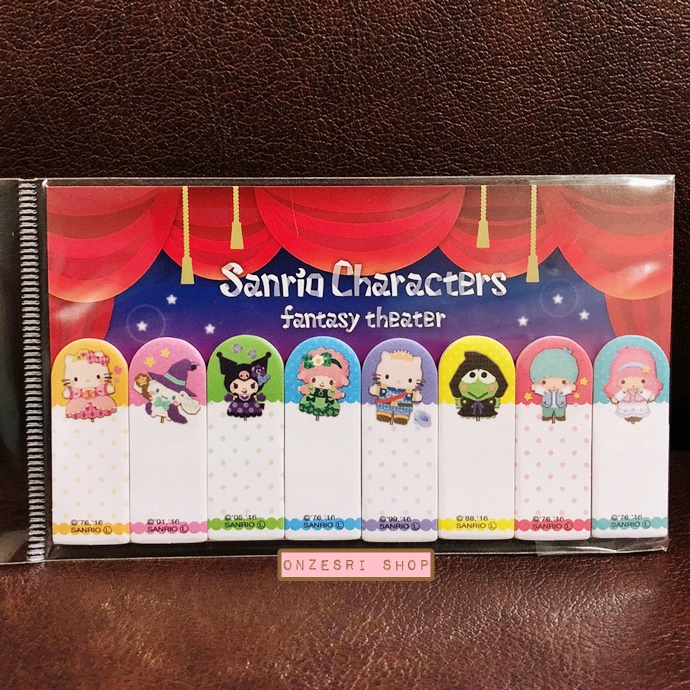 Sanrio Characters
fantasy theater
©'76,'16
SANRIO Ⓛ
©'01,'16
SANRIO Ⓛ
©'05,'16
SANRIO Ⓛ
©'76,'16
SANRIO Ⓛ
©'99,'16
SANRIO Ⓛ
©'88,'16
SANRIO Ⓛ
©'76,'16
SANRIO Ⓛ
©'76,'16
SANRIO Ⓛ
ONZESRI SHOP